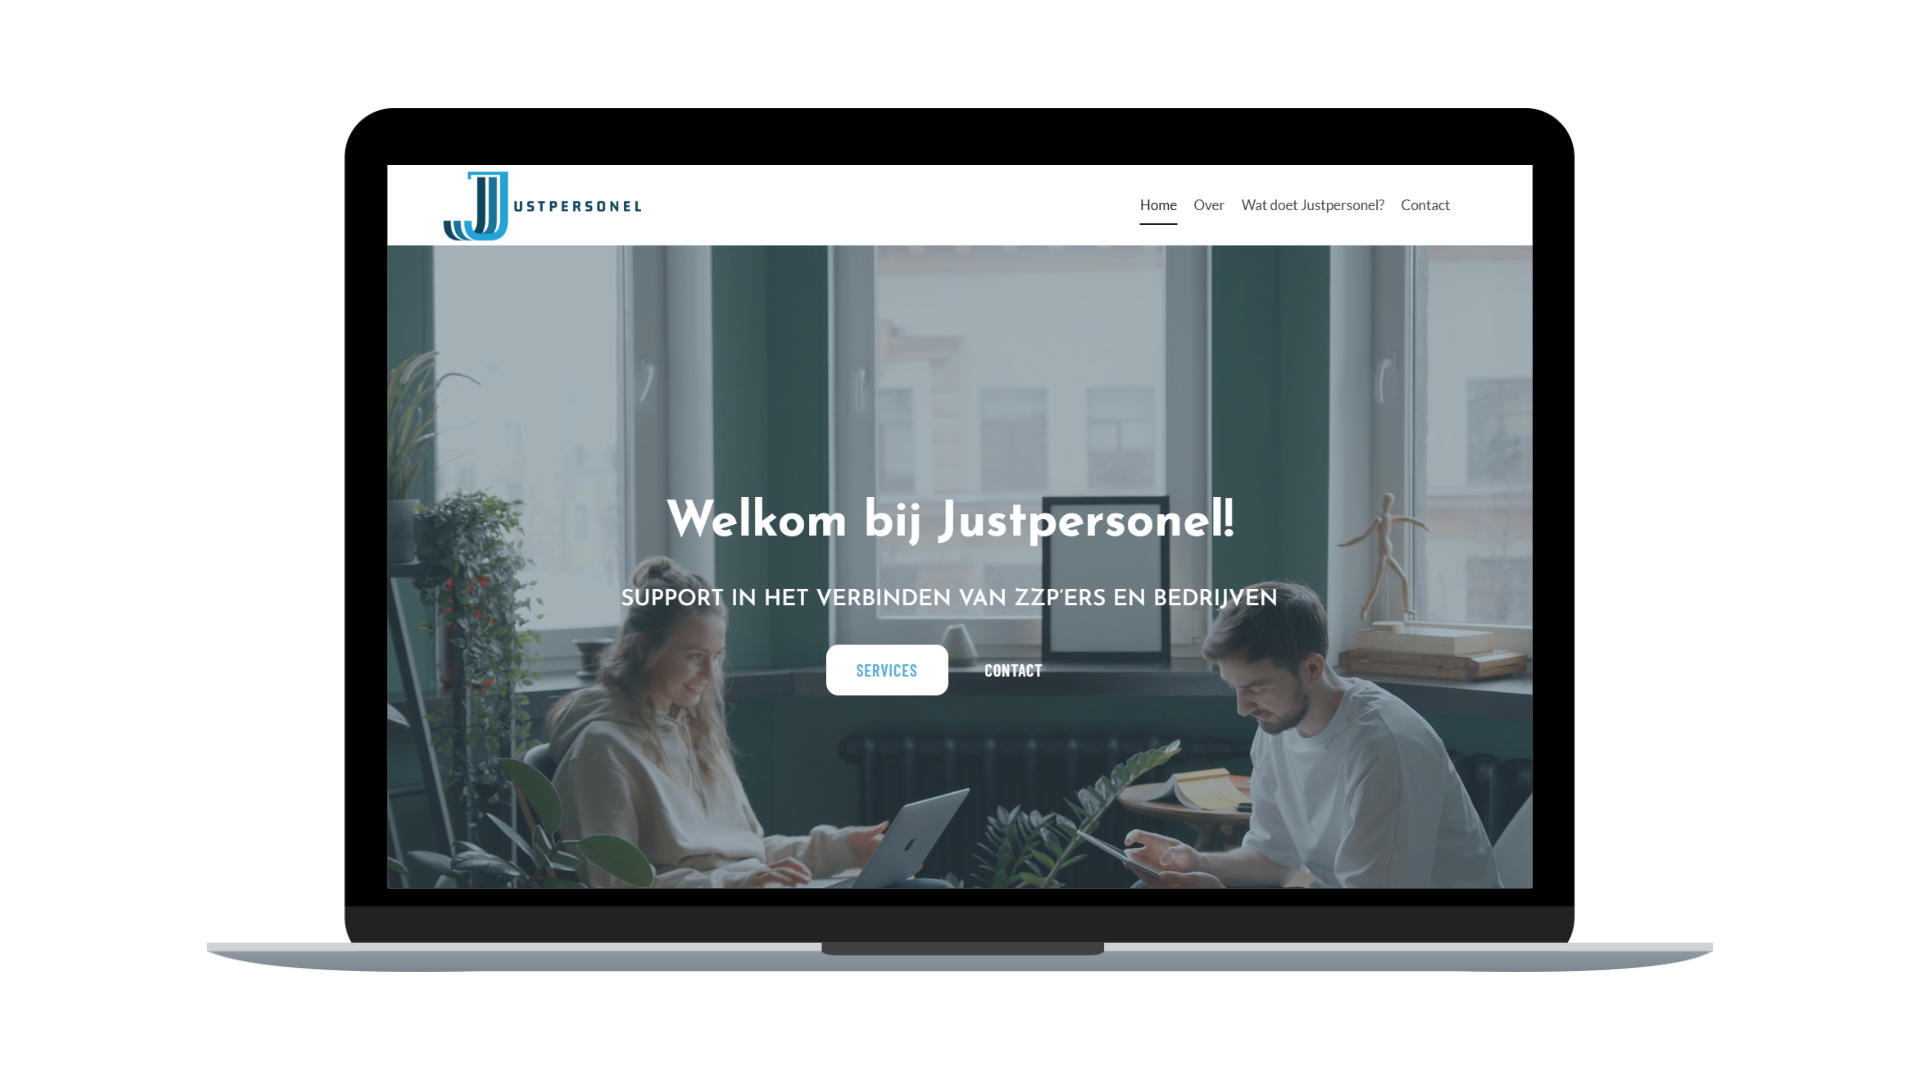 JUSTPERSONEL
Home Over Wat doet Justpersonel? Contact
Welkom bij Justpersonel!
SUPPORT IN HET VERBINDEN VAN ZZP'ERS EN BEDRIJVEN
SERVICES CONTACT